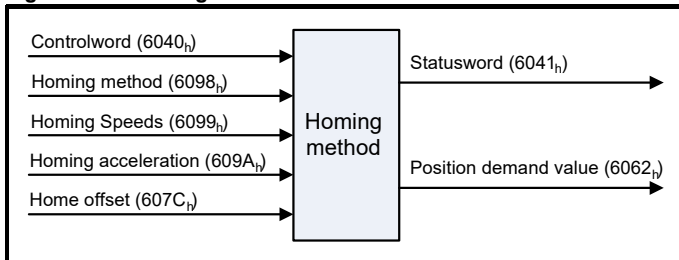 Controlword (6040h)
Homing method (6098h)
Homing Speeds (6099h)
Homing acceleration (609Ah)
Home offset (607Ch)
Homing
method
Statusword (6041h)
Position demand value (6062h)